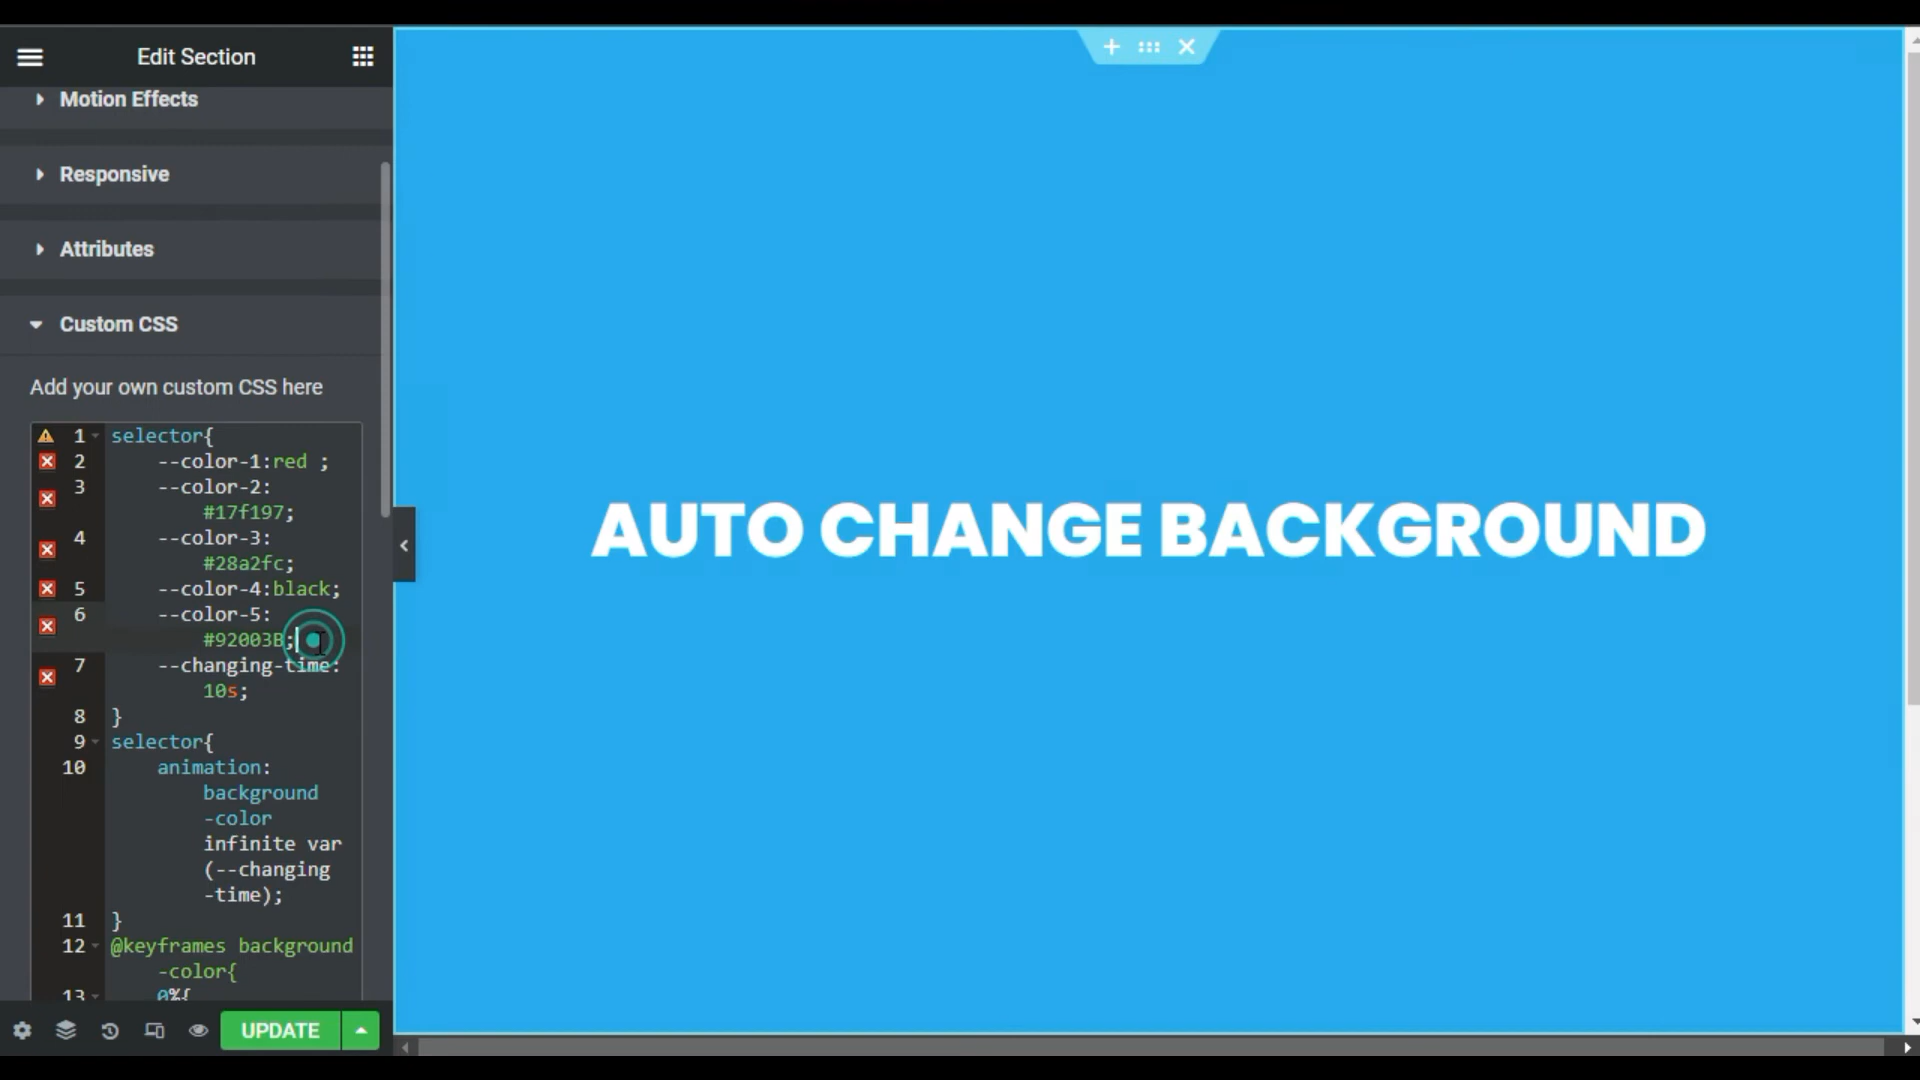 Edit Section
Motion Effects
Responsive
Attributes
Custom CSS
Add your own custom CSS here
1 selector{
2 --color-1:red ;
3 --color-2:
#17f197;
4 --color-3:
#28a2fc;
5 --color-4:black;
6 --color-5:
#92003B;
7 --changing-time:
10s;
8 }
9 selector{
10 animation:
background
-color
infinite var
(--changing
-time);
11 }
12 @keyframes background
-color{
13 0%{
UPDATE
AUTO CHANGE BACKGROUND